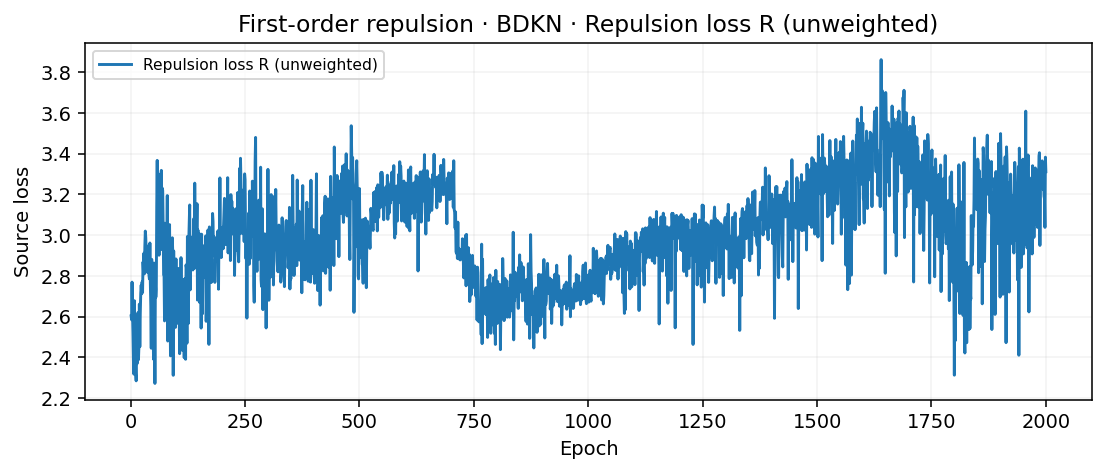 First-order repulsion · BDKN · Repulsion loss R (unweighted)
Repulsion loss R (unweighted)
Source loss
3.8
3.6
3.4
3.2
3.0
2.8
2.6
2.4
2.2
0 250 500 750 1000 1250 1500 1750 2000
Epoch